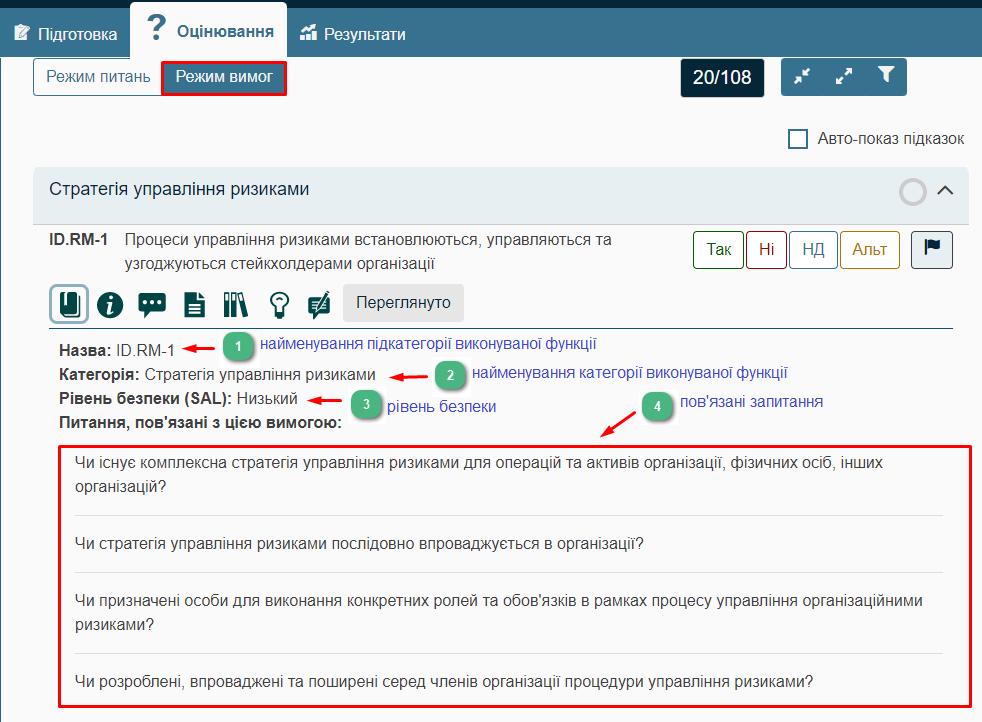 Підготовка
? Оцінювання
Результати
Режим питань
Режим вимог
20/108
Авто-показ підказок
Стратегія управління ризиками
ID.RM-1 Процеси управління ризиками встановлюються, управляються та
узгоджуються стейкхолдерами організації
Так Ні НД Альт
Переглянуто
Назва: ID.RM-1
1 найменування підкатегорії виконуваної функції
Категорія: Стратегія управління ризиками
2 найменування категорії виконуваної функції
Рівень безпеки (SAL): Низький
3 рівень безпеки
4 пов'язані запитання
Питання, пов'язані з цією вимогою:
Чи існує комплексна стратегія управління ризиками для операцій та активів організації, фізичних осіб, інших
організацій?
Чи стратегія управління ризиками послідовно впроваджується в організації?
Чи призначені особи для виконання конкретних ролей та обов'язків в рамках процесу управління організаційними
ризиками?
Чи розроблені, впроваджені та поширені серед членів організації процедури управління ризиками?